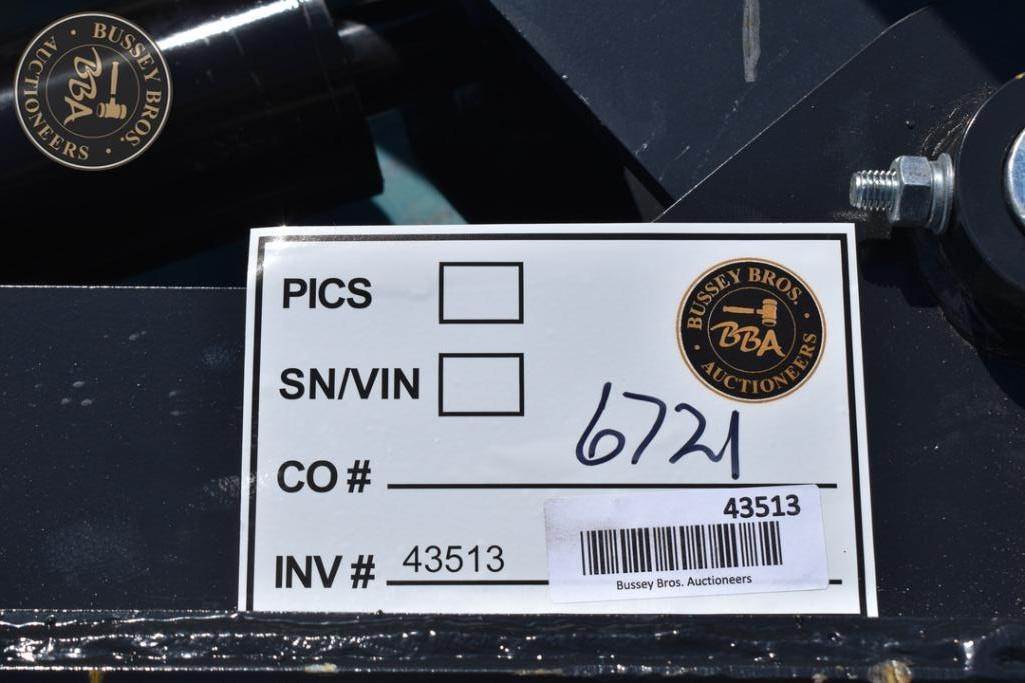 BUSSEY BROS.
BBA
AUCTIONEERS
PICS
BUSSEY BROS.
BBA
AUCTIONEERS
SN/VIN
6721
CO #
43513
INV # 43513
Bussey Bros. Auctioneers